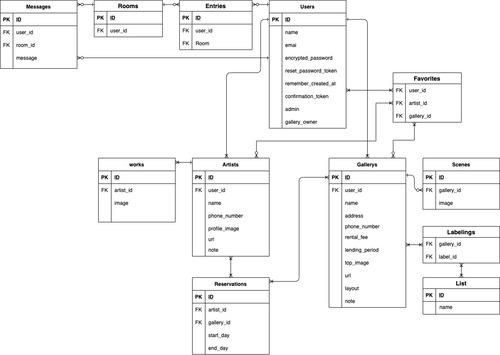 Messages
PK ID
FK user_id
FK room_id
message
Rooms
PK ID
FK user_id
Entries
PK ID
FK user_id
FK Room
Users
PK ID
name
emai
encrypted_password
reset_password_token
remember_created_at
confirmation_token
admin
gallery_owner
Favorites
FK user_id
FK artist_id
FK gallery_id
works
PK ID
FK artist_id
image
Artists
PK ID
FK user_id
name
phone_number
profile_image
url
note
Gallerys
PK ID
FK user_id
name
address
phone_number
rental_fee
lending_period
top_image
url
layout
note
Scenes
PK ID
FK gallery_id
image
Labelings
FK gallery_id
FK label_id
List
PK ID
name
Reservations
PK ID
FK artist_id
FK gallery_id
start_day
end_day